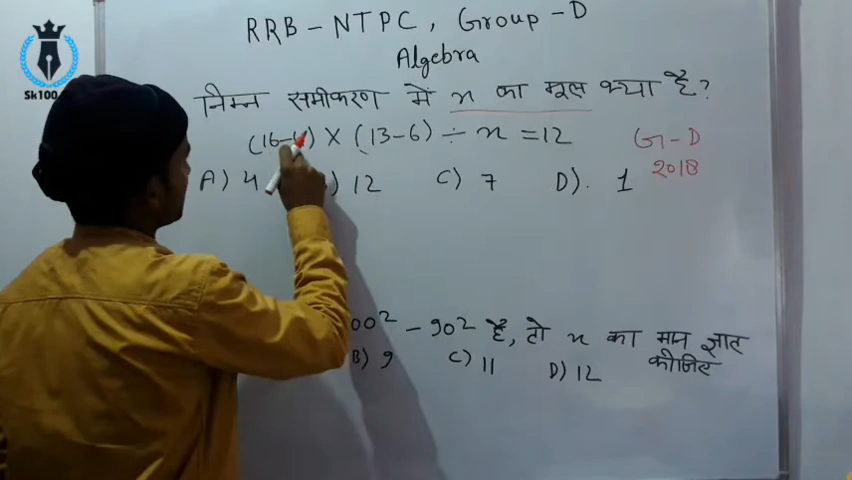 RRB - NTPC, Group - D
Algebra
निम्न समीकरण में x का मूल क्या है?
(16-4) × (13-6) ÷ x = 12
G-D
2018
A) 4 ) 12 C) 7 D). 1
00² - 90² है, तो x का मान ज्ञात
कीजिए
B) 9 C) 11 D) 12
Sk100